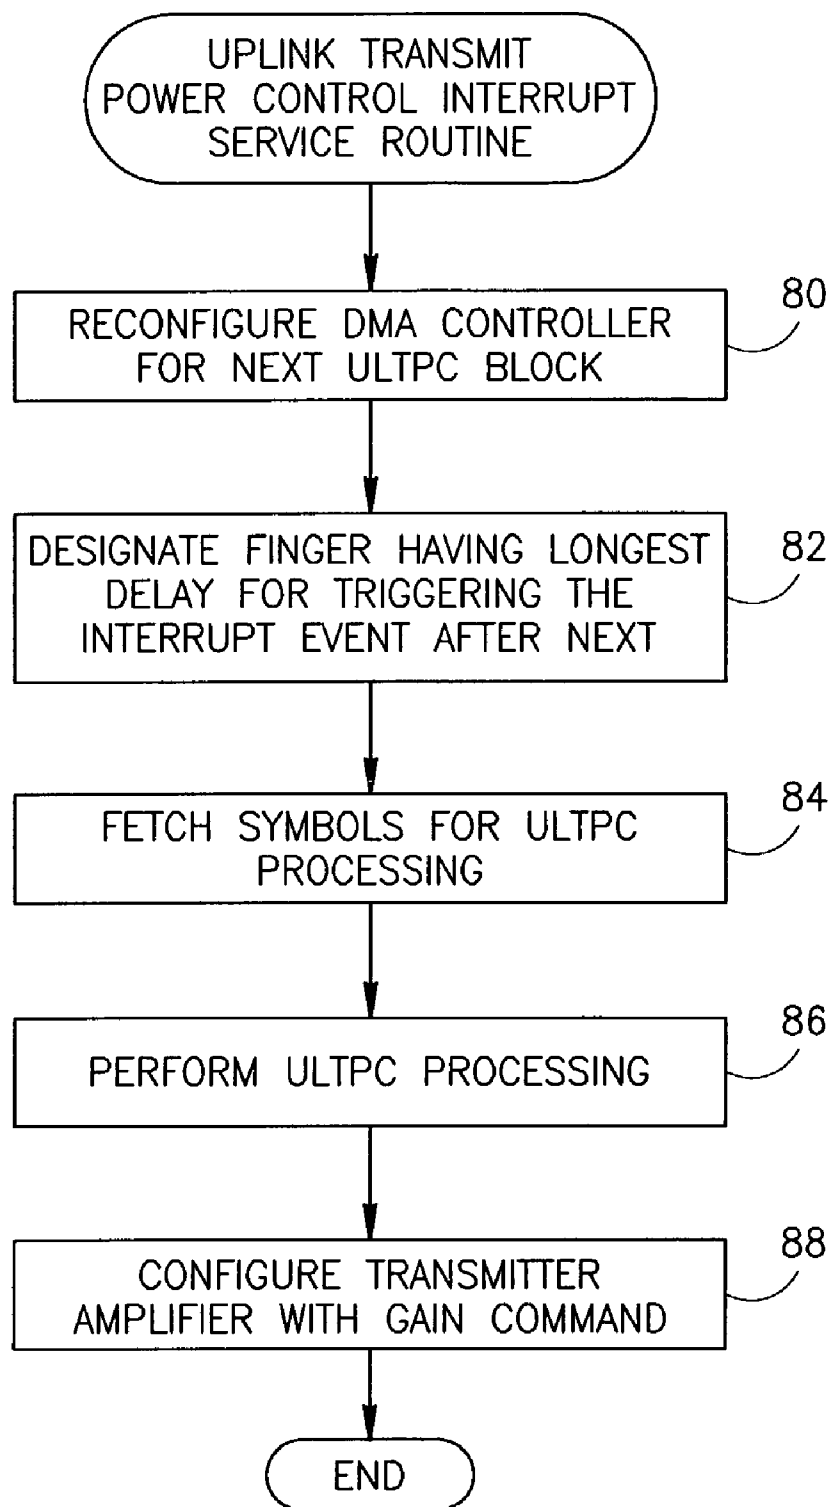 UPLINK TRANSMIT
POWER CONTROL INTERRUPT
SERVICE ROUTINE
80
RECONFIGURE DMA CONTROLLER
FOR NEXT ULTPC BLOCK
82
DESIGNATE FINGER HAVING LONGEST
DELAY FOR TRIGGERING THE
INTERRUPT EVENT AFTER NEXT
84
FETCH SYMBOLS FOR ULTPC
PROCESSING
86
PERFORM ULTPC PROCESSING
88
CONFIGURE TRANSMITTER
AMPLIFIER WITH GAIN COMMAND
END